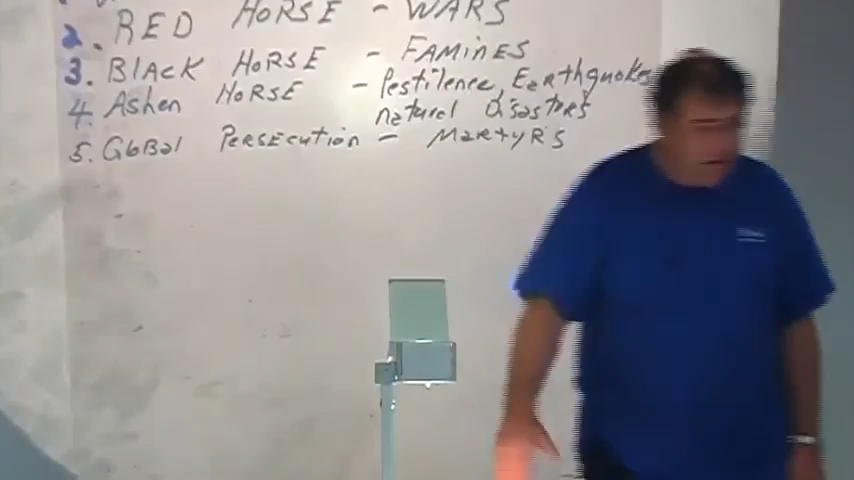 2. RED HORSE - WARS
3. BLACK HORSE - FAMINES
4. Ashen HORSE - Pestilence, Earthquakes
natural Disasters
5. GLOBal PERSECUTION - MARTYRS